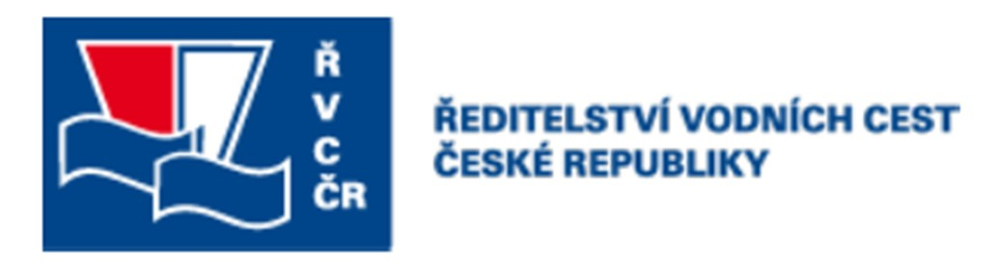 Ř
V
C
ČR
ŘEDITELSTVÍ VODNÍCH CEST
ČESKÉ REPUBLIKY